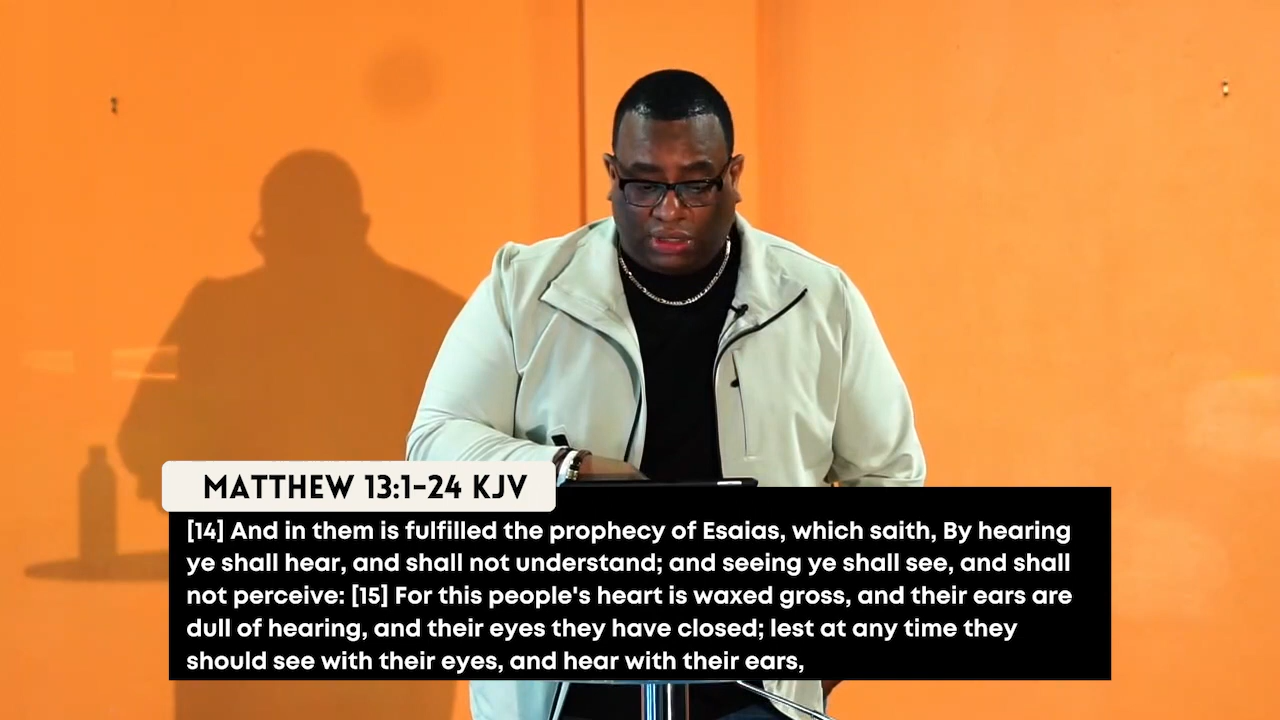 MATTHEW 13:1-24 KJV
[14] And in them is fulfilled the prophecy of Esaias, which saith, By hearing
ye shall hear, and shall not understand; and seeing ye shall see, and shall
not perceive: [15] For this people's heart is waxed gross, and their ears are
dull of hearing, and their eyes they have closed; lest at any time they
should see with their eyes, and hear with their ears,